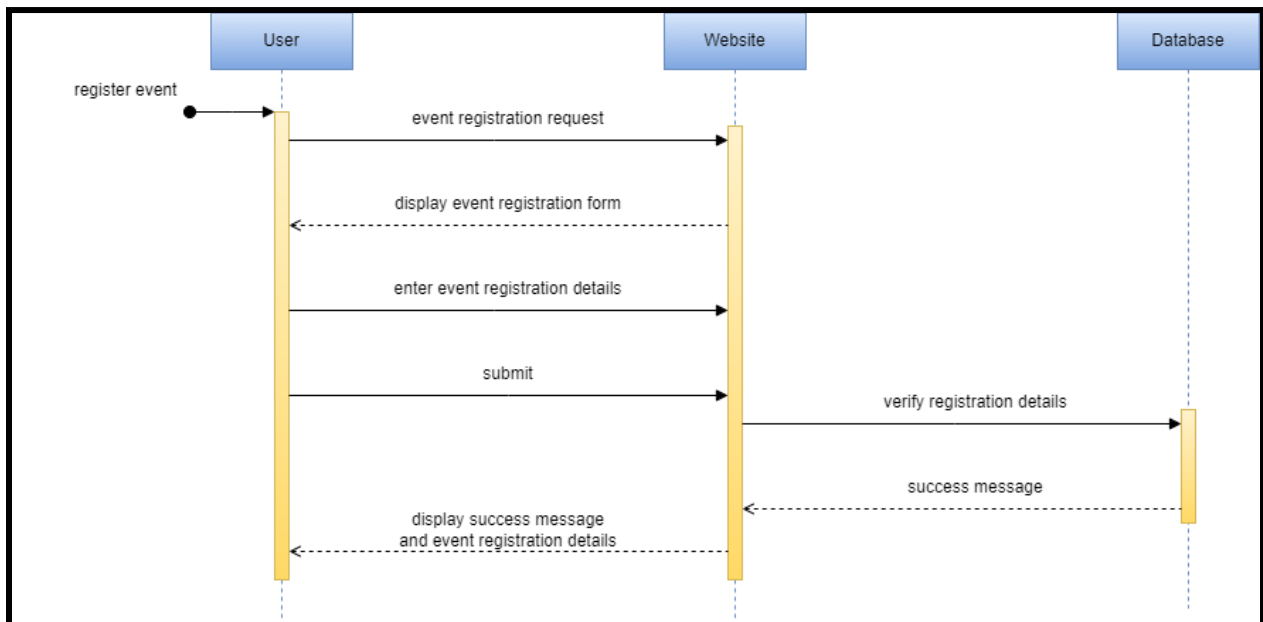 User
Website
Database
register event
event registration request
display event registration form
enter event registration details
submit
verify registration details
success message
display success message
and event registration details